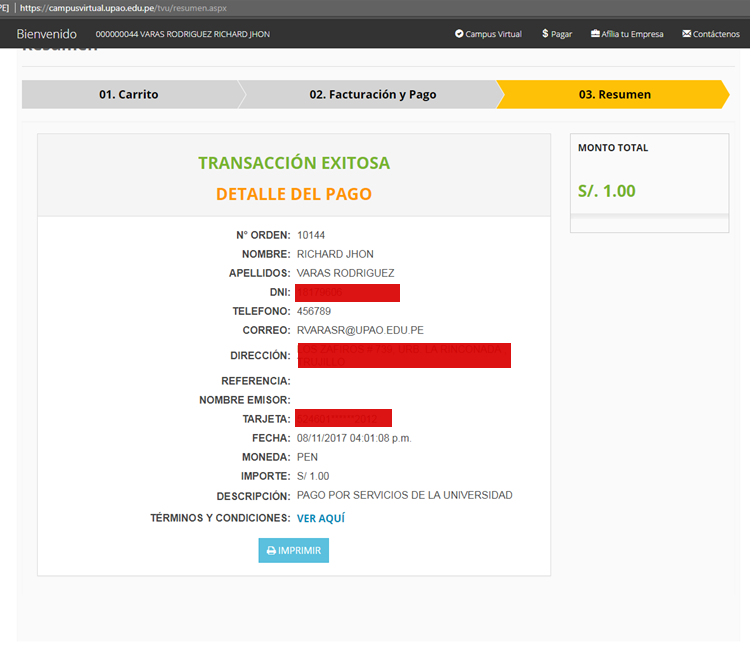 PE] https://campusvirtual.upao.edu.pe/tvu/resumen.aspx
Bienvenido 000000044 VARAS RODRIGUEZ RICHARD JHON Campus Virtual Pagar Afilia tu Empresa Contáctenos
Resumen
01. Carrito 02. Facturación y Pago 03. Resumen
TRANSACCIÓN EXITOSA
DETALLE DEL PAGO
MONTO TOTAL
S/. 1.00
N° ORDEN: 10144
NOMBRE: RICHARD JHON
APELLIDOS: VARAS RODRIGUEZ
DNI:
TELEFONO: 456789
CORREO: RVARASR@UPAO.EDU.PE
DIRECCIÓN:
REFERENCIA:
NOMBRE EMISOR:
TARJETA:
FECHA: 08/11/2017 04:01:08 p.m.
MONEDA: PEN
IMPORTE: S/ 1.00
DESCRIPCIÓN: PAGO POR SERVICIOS DE LA UNIVERSIDAD
TÉRMINOS Y CONDICIONES: VER AQUÍ
IMPRIMIR